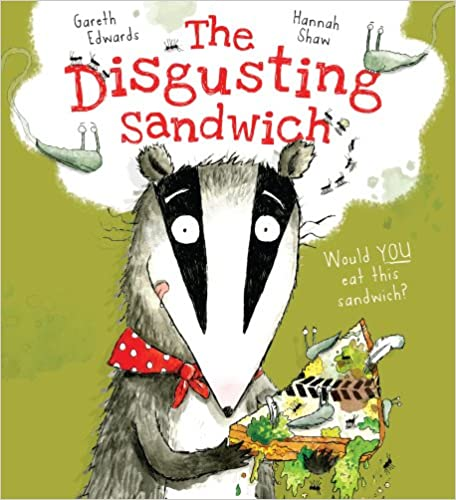 Gareth
Edwards
Hannah
Shaw
The
Disgusting
Sandwich
Would YOU
eat this
sandwich?